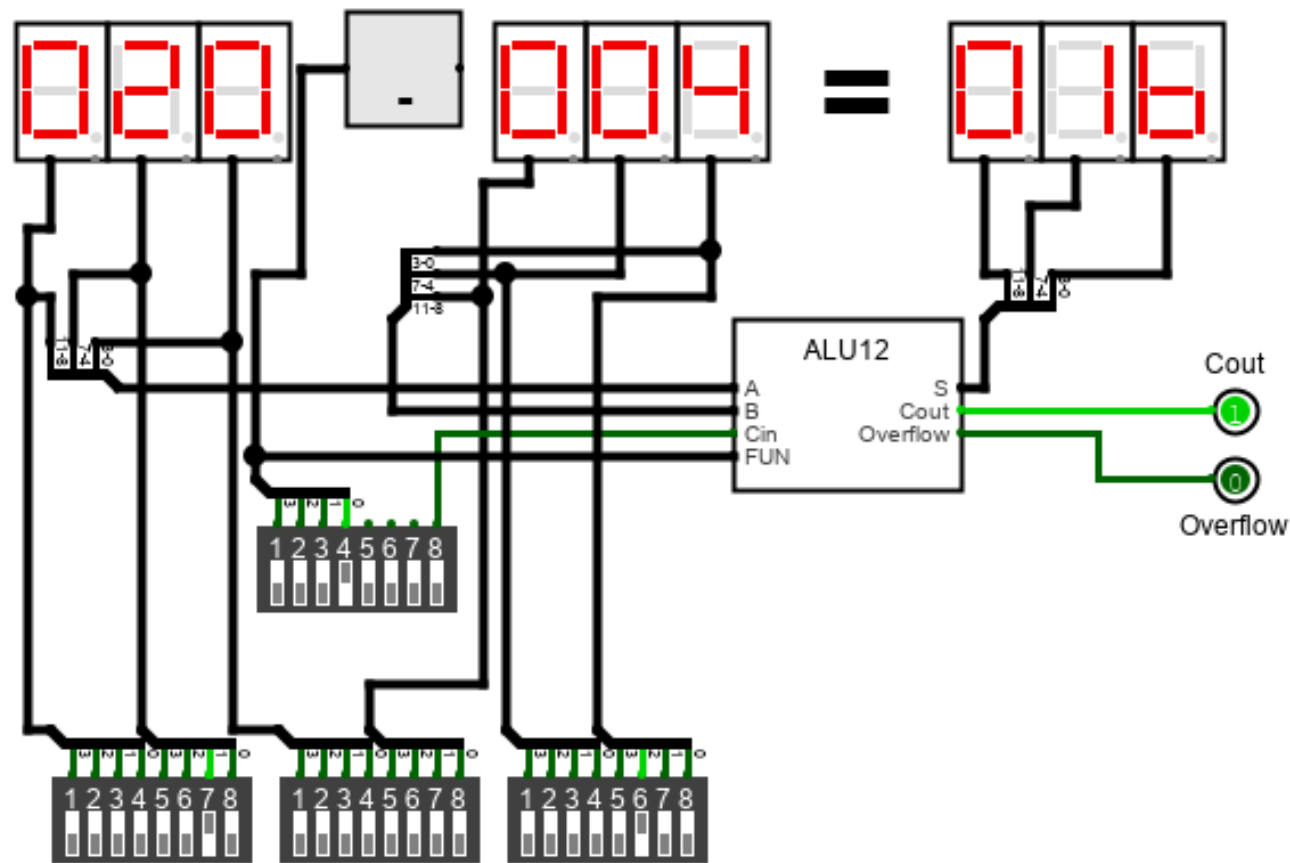 020 - 004 = 01b
3-0
7-4
11-8
11-8 7-4 3-0
11-8 7-4 3-0
ALU12
A S
B Cout
Cin Overflow
FUN
Cout
1
0
Overflow
3 2 1 0
1 2 3 4 5 6 7 8
3 2 1 0 3 2 1 0
1 2 3 4 5 6 7 8
3 2 1 0 3 2 1 0
1 2 3 4 5 6 7 8
3 2 1 0 3 2 1 0
1 2 3 4 5 6 7 8